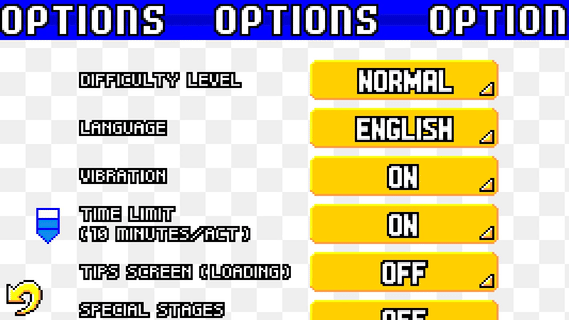 OPTIONS OPTIONS OPTION
DIFFICULTY LEVEL NORMAL
LANGUAGE ENGLISH
VIBRATION ON
TIME LIMIT
(10 MINUTES/ACT) ON
TIPS SCREEN (LOADING) OFF
SPECIAL STAGES OFF